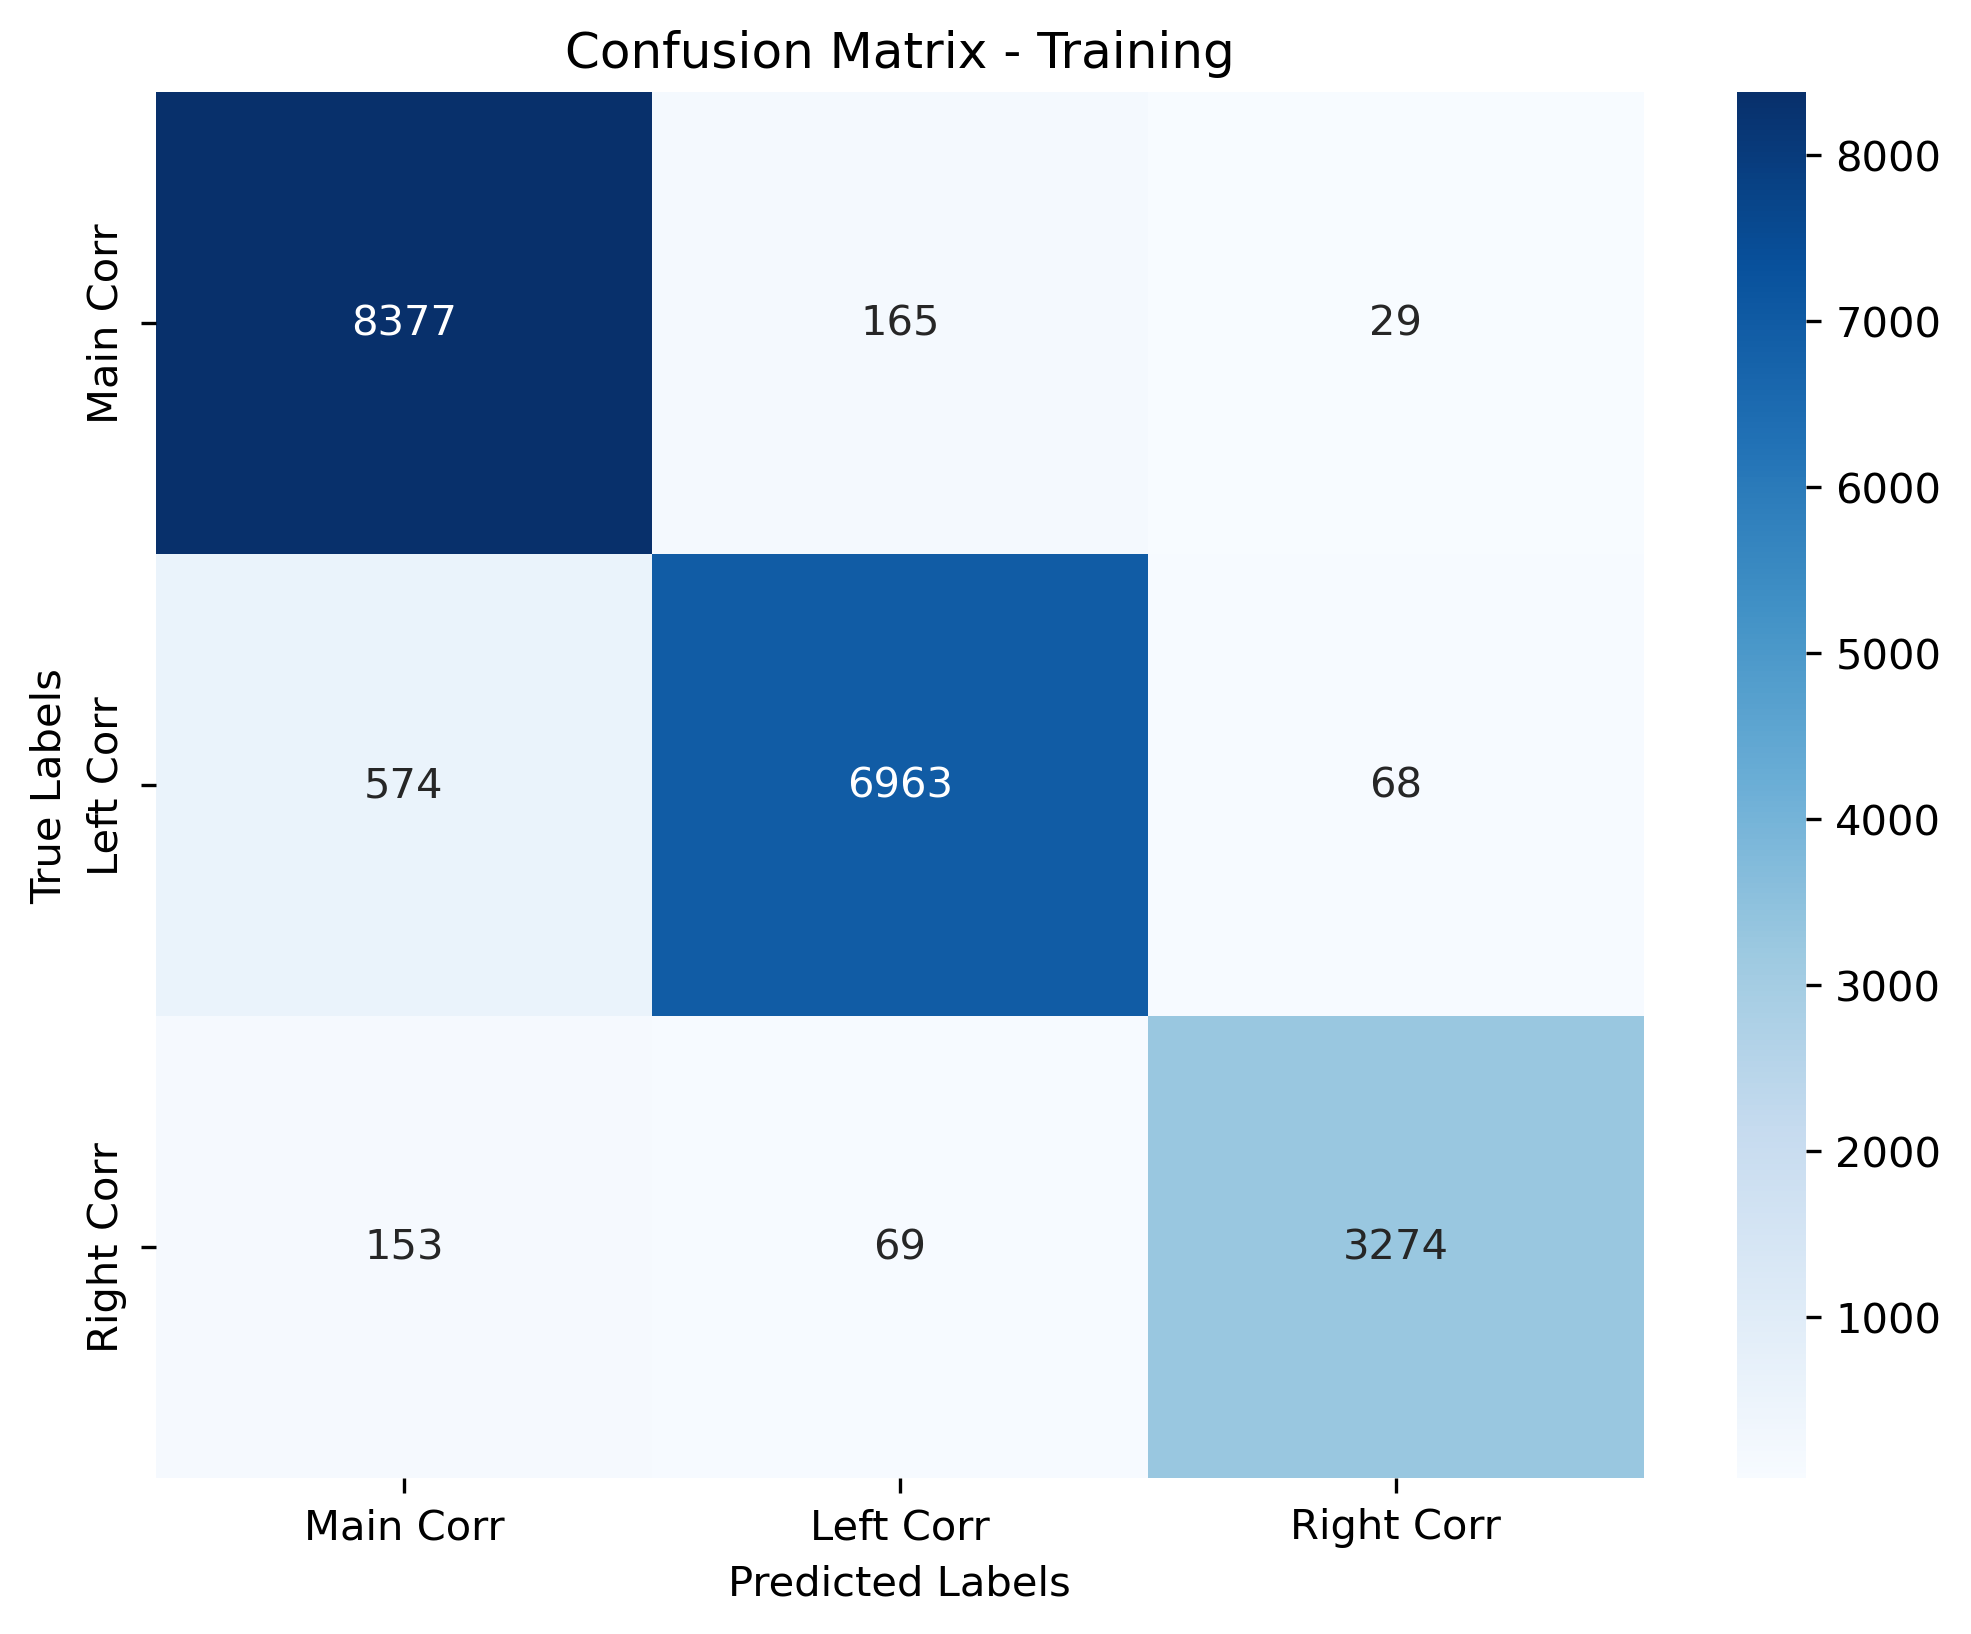 Confusion Matrix - Training
True Labels
Main Corr
8377 165 29
Left Corr
574 6963 68
Right Corr
153 69 3274
Main Corr Left Corr Right Corr
Predicted Labels
8000
7000
6000
5000
4000
3000
2000
1000